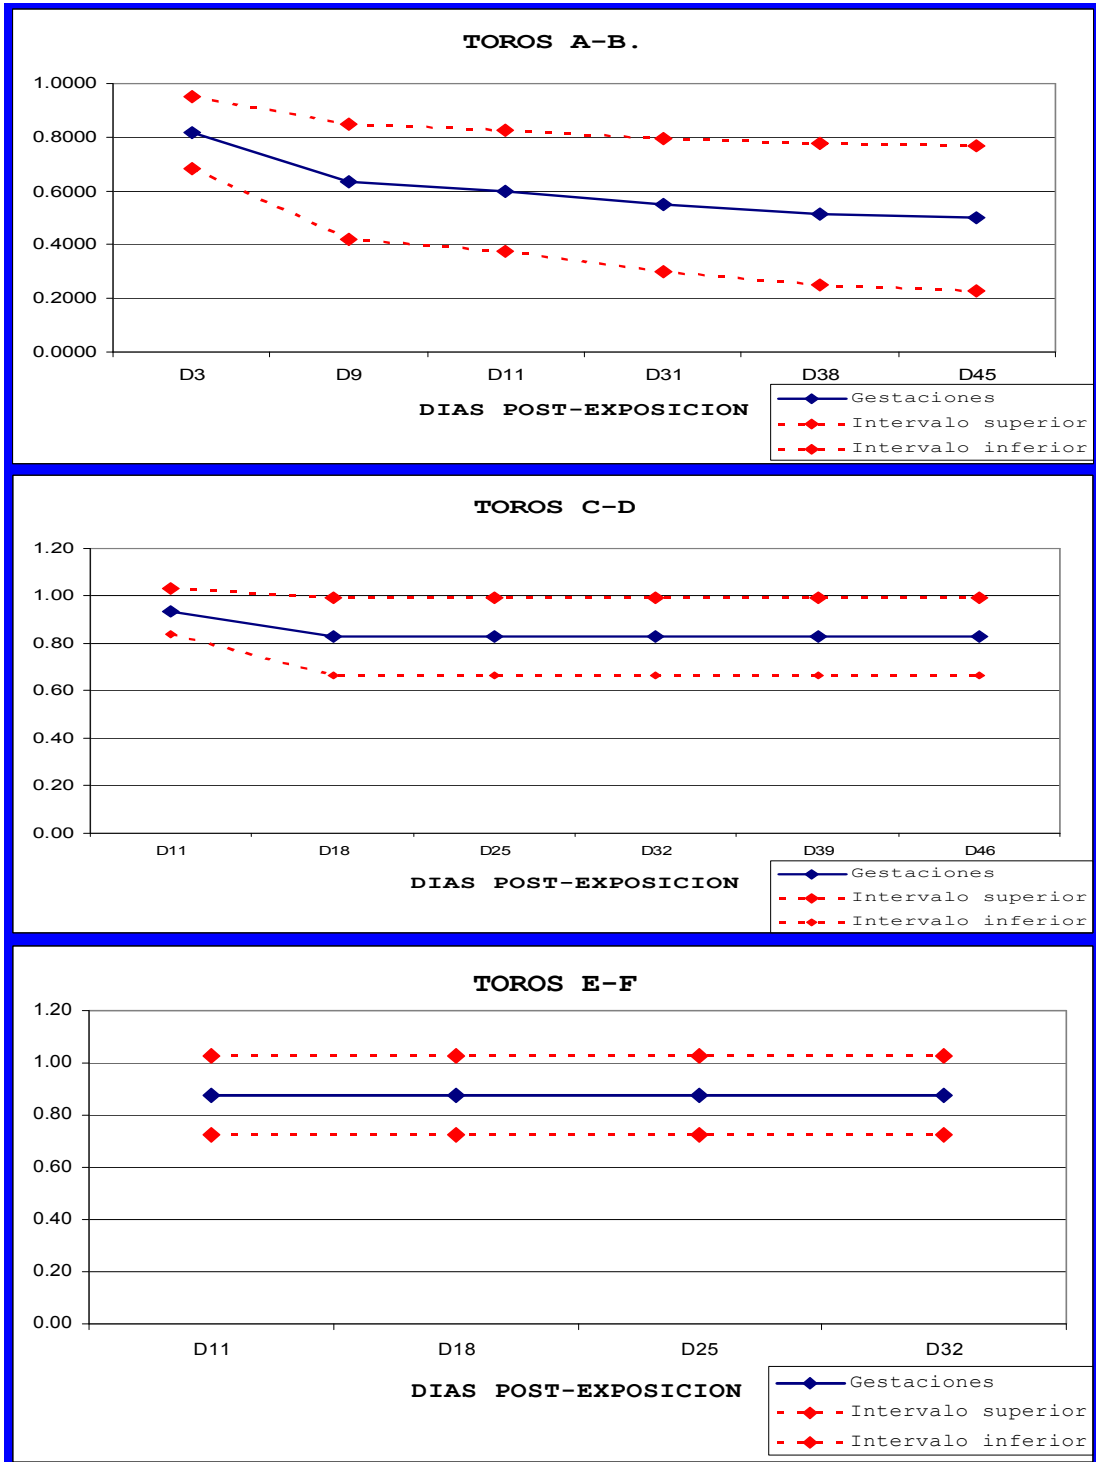 TOROS A-B.
1.0000
0.8000
0.6000
0.4000
0.2000
0.0000
D3 D9 D11 D31 D38 D45
DIAS POST-EXPOSICION
Gestaciones
Intervalo superior
Intervalo inferior
TOROS C-D
1.20
1.00
0.80
0.60
0.40
0.20
0.00
D11 D18 D25 D32 D39 D46
DIAS POST-EXPOSICION
Gestaciones
Intervalo superior
Intervalo inferior
TOROS E-F
1.20
1.00
0.80
0.60
0.40
0.20
0.00
D11 D18 D25 D32
DIAS POST-EXPOSICION
Gestaciones
Intervalo superior
Intervalo inferior